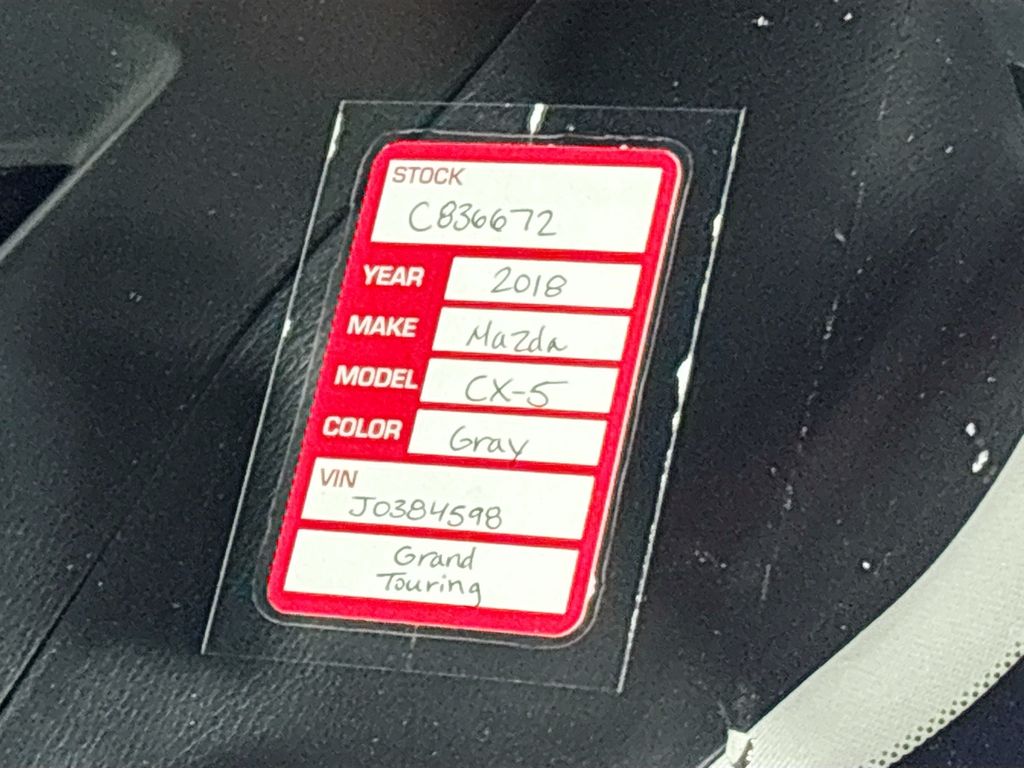 STOCK
C836672
YEAR 2018
MAKE Mazda
MODEL CX-5
COLOR Gray
VIN
J0384598
Grand
Touring